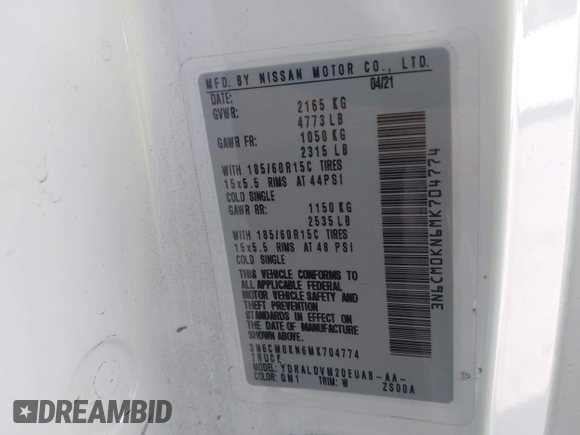 MFD. BY NISSAN MOTOR CO., LTD.
DATE: 04/21
GVWR: 2165 KG
4773 LB
GAWR FR: 1050 KG
2315 LB
WITH 185/60R15C TIRES
15x5.5 RIMS AT 44PSI
COLD SINGLE
GAWR RR: 1150 KG
2535 LB
WITH 185/60R15C TIRES
15x5.5 RIMS AT 48 PSI
COLD SINGLE
THIS VEHICLE CONFORMS TO
ALL APPLICABLE FEDERAL
MOTOR VEHICLE SAFETY AND
THEFT PREVENTION
STANDARDS IN EFFECT
ON THE DATE OF MANUFACTURE
SHOWN ABOVE.
3N6CM0KN6MK704774
TRUCK
YDRALDVM20EUAB-AA-
COLOR: QM1 TRIM: W ZS00A
3N6CM0KN6MK704774
DREAMBID